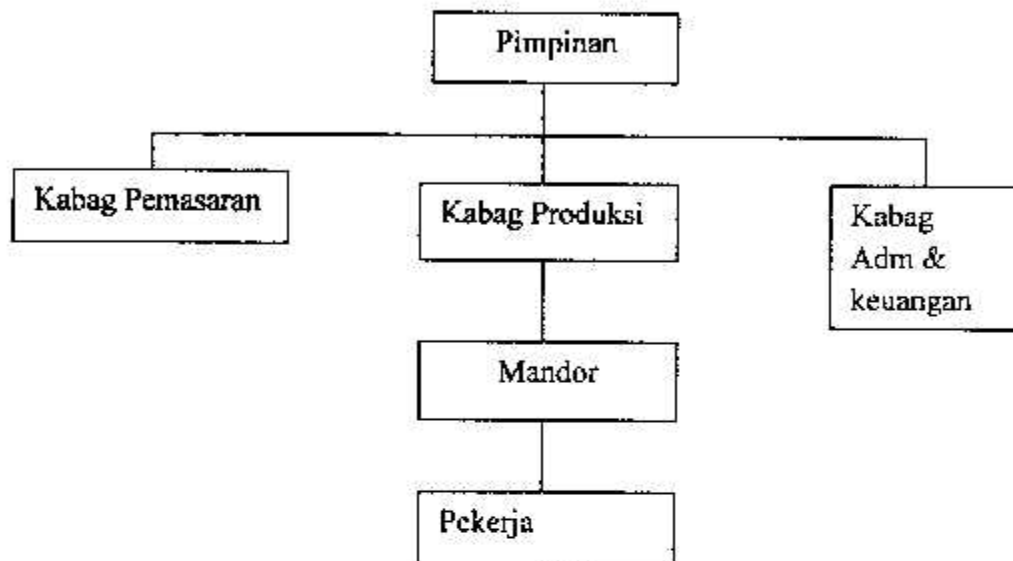 Pimpinan
Kabag Pemasaran
Kabag Produksi
Kabag
Adm &
keuangan
Mandor
Pekerja